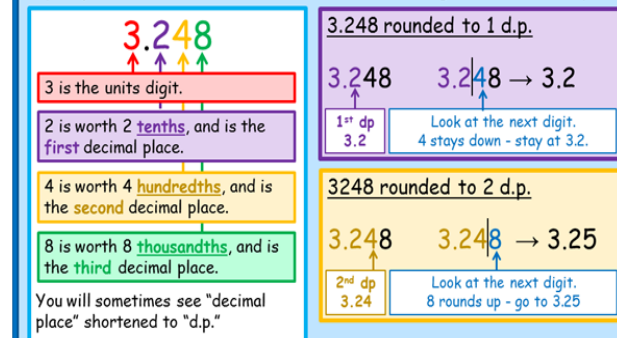 3.248
3 is the units digit.
2 is worth 2 tenths, and is the
first decimal place.
4 is worth 4 hundredths, and is
the second decimal place.
8 is worth 8 thousandths, and is
the third decimal place.
You will sometimes see “decimal
place” shortened to “d.p.”
3.248 rounded to 1 d.p.
3.248 3.2|48 → 3.2
1st dp
3.2
Look at the next digit.
4 stays down - stay at 3.2.
3248 rounded to 2 d.p.
3.248 3.24|8 → 3.25
2nd dp
3.24
Look at the next digit.
8 rounds up - go to 3.25